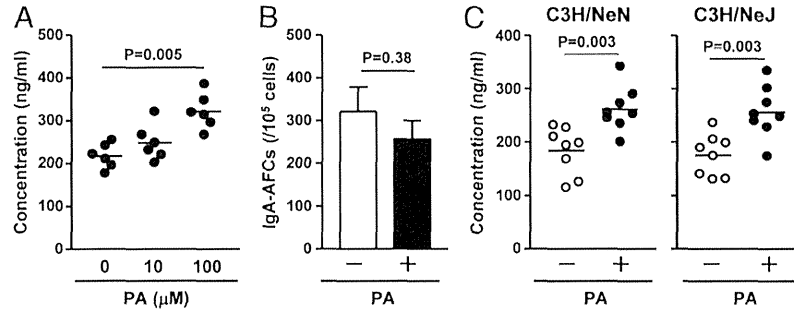 A
P=0.005
Concentration (ng/ml)
500
400
300
200
100
0
0 10 100
PA (μM)
B
P=0.38
IgA-AFCs (/10⁵ cells)
500
400
300
200
100
0
− +
PA
C
C3H/NeN
P=0.003
Concentration (ng/ml)
400
300
200
100
0
− +
PA
C3H/NeJ
P=0.003
− +
PA